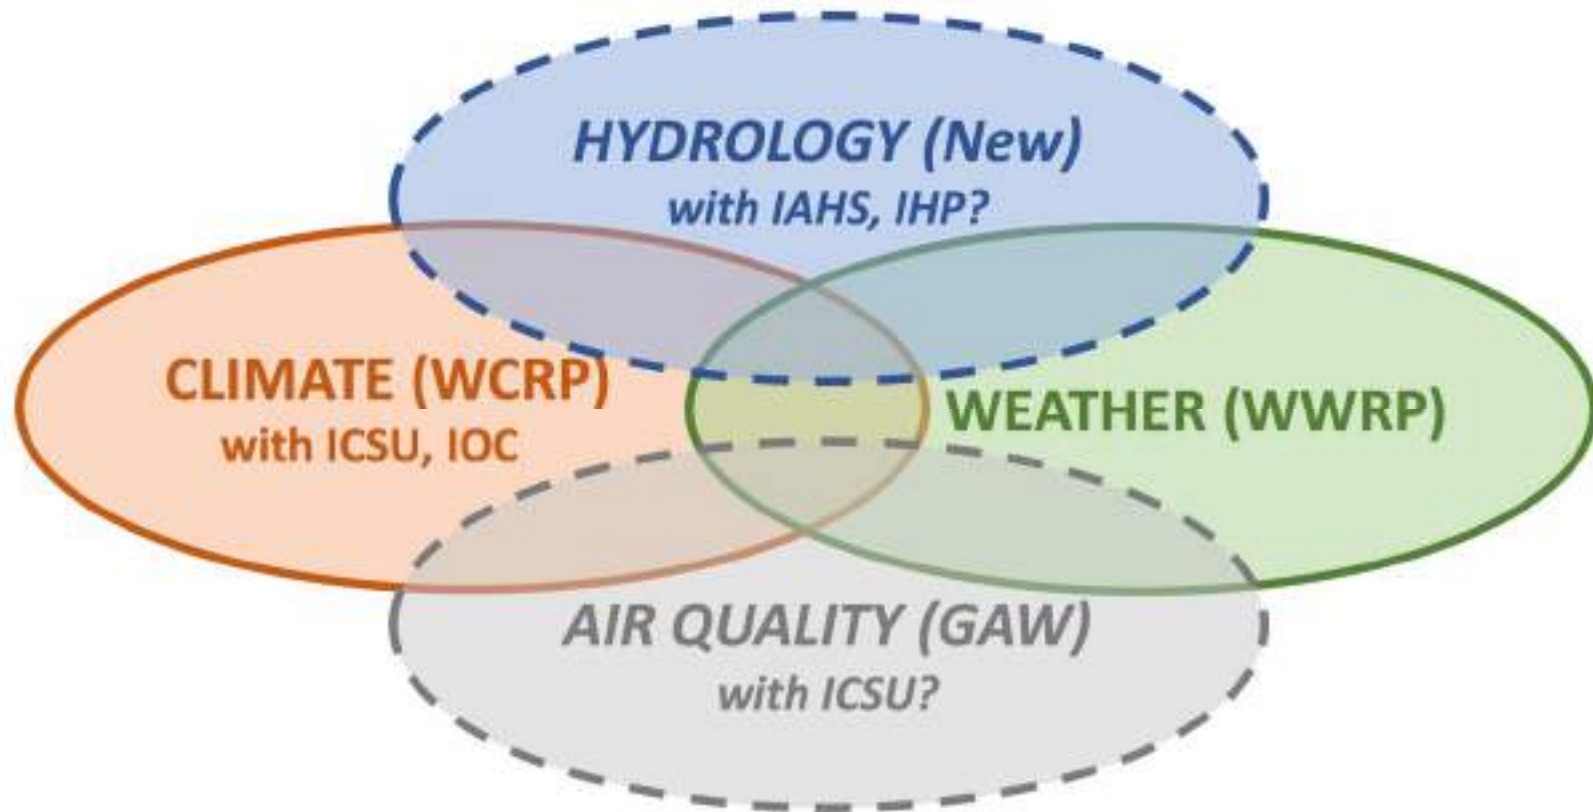 HYDROLOGY (New)
with IAHS, IHP?
CLIMATE (WCRP)
with ICSU, IOC
WEATHER (WWRP)
AIR QUALITY (GAW)
with ICSU?